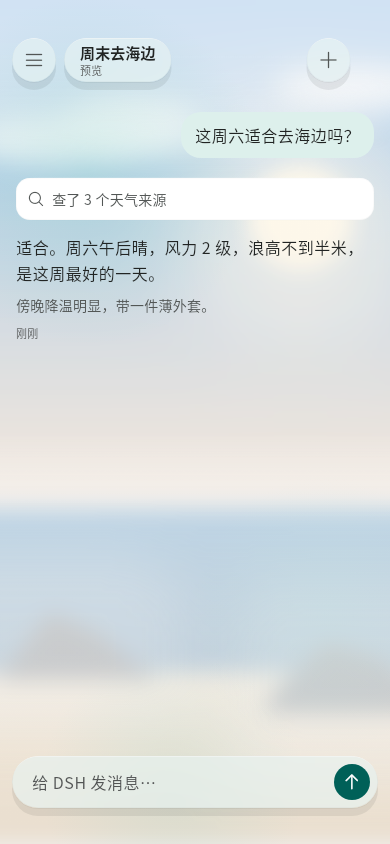 周末去海边
预览
这周六适合去海边吗？
查了 3 个天气来源
适合。周六午后晴，风力 2 级，浪高不到半米，
是这周最好的一天。
傍晚降温明显，带一件薄外套。
刚刚
给 DSH 发消息…